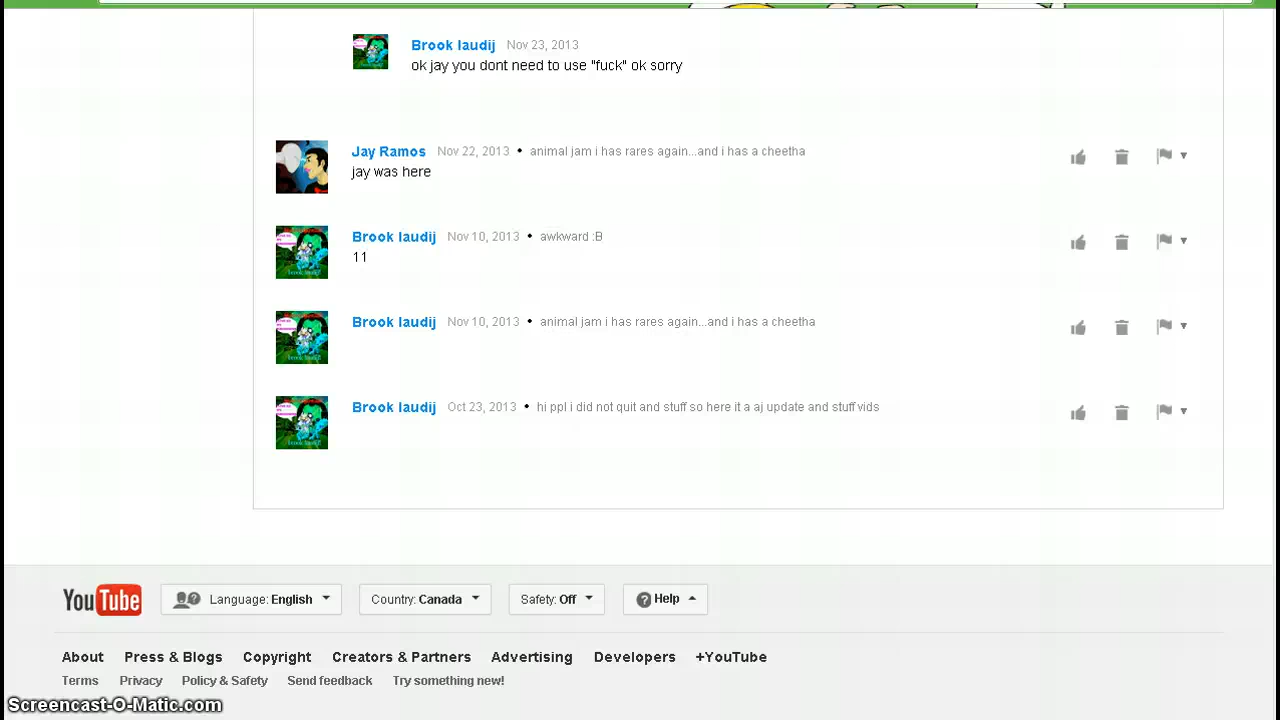 Brook laudij Nov 23, 2013
ok jay you dont need to use "fuck" ok sorry
Jay Ramos Nov 22, 2013 • animal jam i has rares again...and i has a cheetha
jay was here
Brook laudij Nov 10, 2013 • awkward :B
11
Brook laudij Nov 10, 2013 • animal jam i has rares again...and i has a cheetha
Brook laudij Oct 23, 2013 • hi ppl i did not quit and stuff so here it a aj update and stuff vids
YouTube Language: English Country: Canada Safety: Off Help
About Press & Blogs Copyright Creators & Partners Advertising Developers +YouTube
Terms Privacy Policy & Safety Send feedback Try something new!
Screencast-O-Matic.com